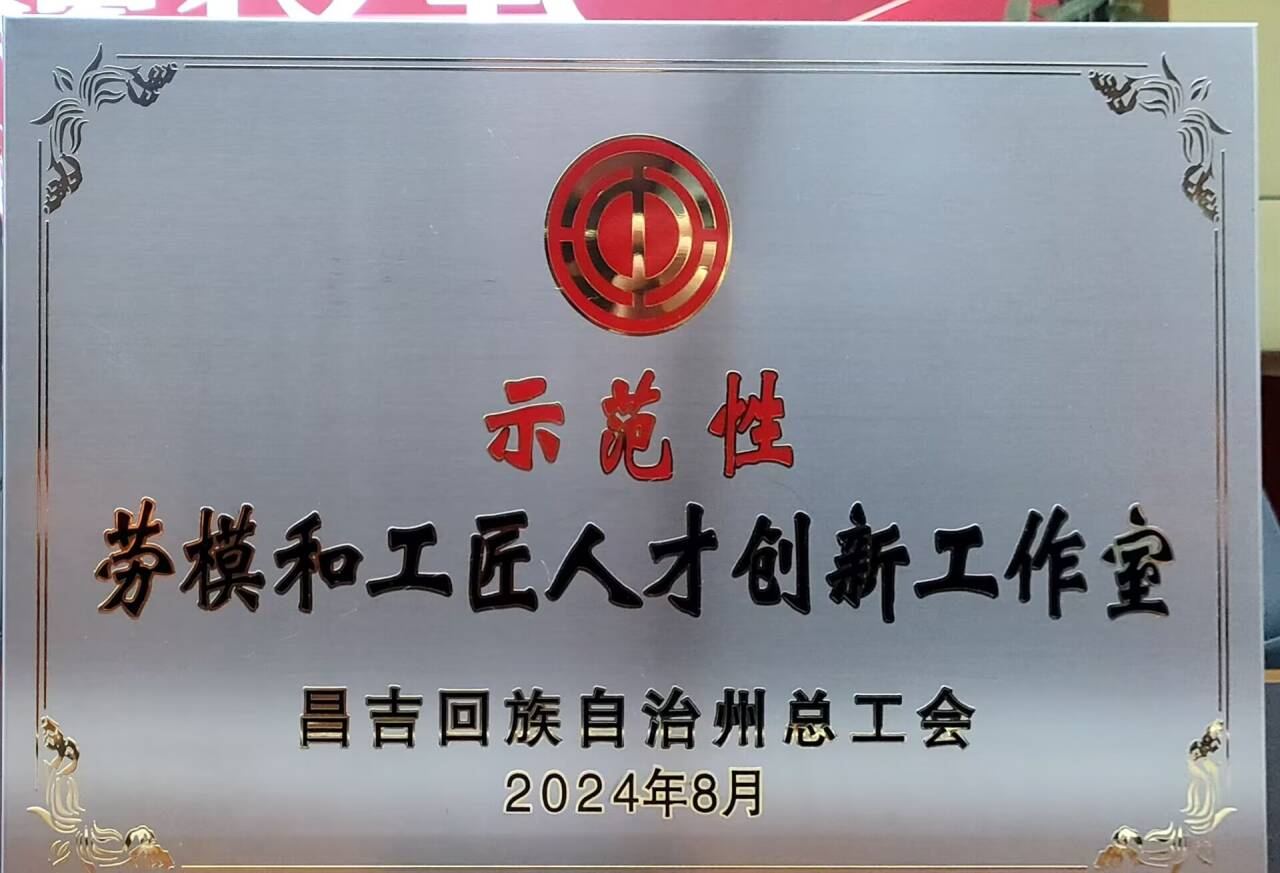 示范性
劳模和工匠人才创新工作室
昌吉回族自治州总工会
2024年8月